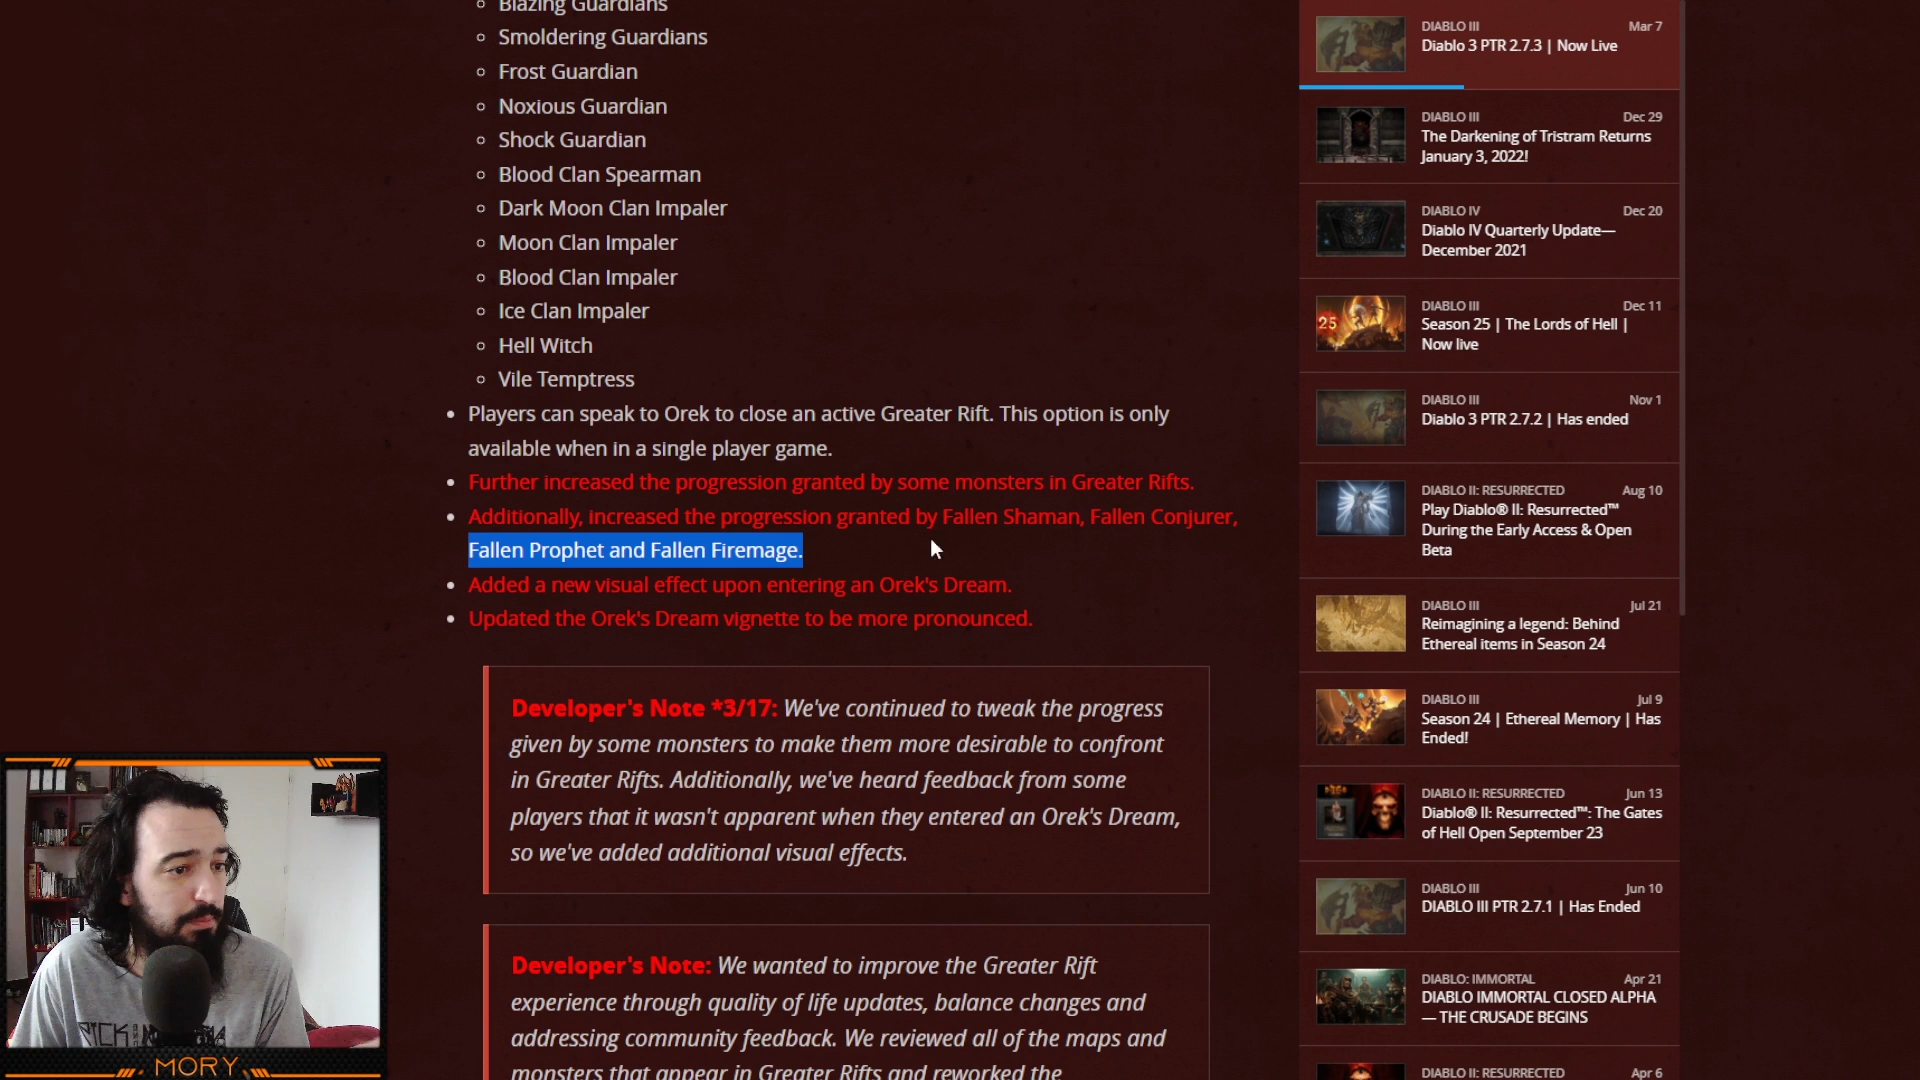 Blazing Guardians
Smoldering Guardians
Frost Guardian
Noxious Guardian
Shock Guardian
Blood Clan Spearman
Dark Moon Clan Impaler
Moon Clan Impaler
Blood Clan Impaler
Ice Clan Impaler
Hell Witch
Vile Temptress
Players can speak to Orek to close an active Greater Rift. This option is only
available when in a single player game.
Further increased the progression granted by some monsters in Greater Rifts.
Additionally, increased the progression granted by Fallen Shaman, Fallen Conjurer,
Fallen Prophet and Fallen Firemage.
Added a new visual effect upon entering an Orek's Dream.
Updated the Orek's Dream vignette to be more pronounced.
Developer's Note *3/17: We've continued to tweak the progress
given by some monsters to make them more desirable to confront
in Greater Rifts. Additionally, we've heard feedback from some
players that it wasn't apparent when they entered an Orek's Dream,
so we've added additional visual effects.
Developer's Note: We wanted to improve the Greater Rift
experience through quality of life updates, balance changes and
addressing community feedback. We reviewed all of the maps and
monsters that appear in Greater Rifts and reworked the
DIABLO III Mar 7
Diablo 3 PTR 2.7.3 | Now Live
DIABLO III Dec 29
The Darkening of Tristram Returns
January 3, 2022!
DIABLO IV Dec 20
Diablo IV Quarterly Update—
December 2021
DIABLO III Dec 11
25
Season 25 | The Lords of Hell |
Now live
DIABLO III Nov 1
Diablo 3 PTR 2.7.2 | Has ended
DIABLO II: RESURRECTED Aug 10
Play Diablo® II: Resurrected™
During the Early Access & Open
Beta
DIABLO III Jul 21
Reimagining a legend: Behind
Ethereal items in Season 24
DIABLO III Jul 9
Season 24 | Ethereal Memory | Has
Ended!
DIABLO II: RESURRECTED Jun 13
Diablo® II: Resurrected™: The Gates
of Hell Open September 23
DIABLO III Jun 10
DIABLO III PTR 2.7.1 | Has Ended
DIABLO: IMMORTAL Apr 21
DIABLO IMMORTAL CLOSED ALPHA
— THE CRUSADE BEGINS
DIABLO II: RESURRECTED Apr 6
MORY